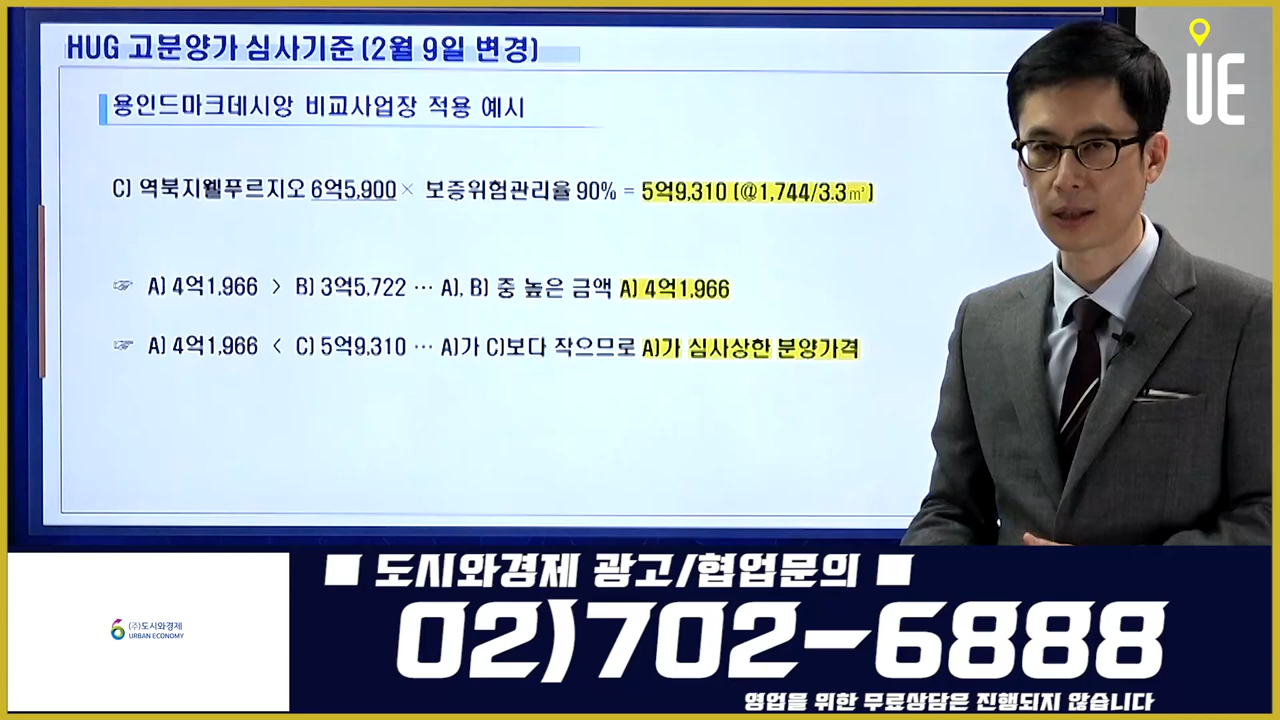 HUG 고분양가 심사기준 (2월 9일 변경)
UE
용인드마크데시앙 비교사업장 적용 예시
C) 역북지웰푸르지오 6억5,900 × 보증위험관리율 90% = 5억9,310 (@1,744/3.3㎡)
☞ A) 4억1,966 > B) 3억5,722 ··· A), B) 중 높은 금액 A) 4억1,966
☞ A) 4억1,966 < C) 5억9,310 ··· A)가 C)보다 작으므로 A)가 심사상한 분양가격
■ 도시와경제 광고/협업문의 ■
02)702-6888
(주)도시와경제
URBAN ECONOMY
영업을 위한 무료상담은 진행되지 않습니다